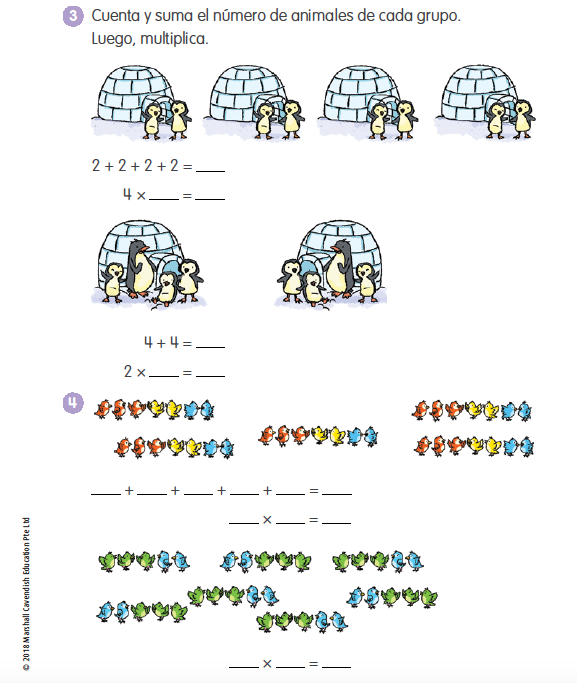 3 Cuenta y suma el número de animales de cada grupo.
Luego, multiplica.
2 + 2 + 2 + 2 = ____
4 × ____ = ____
4 + 4 = ____
2 × ____ = ____
4
____ + ____ + ____ + ____ + ____ = ____
____ × ____ = ____
____ × ____ = ____
© 2018 Marshall Cavendish Education Pte Ltd